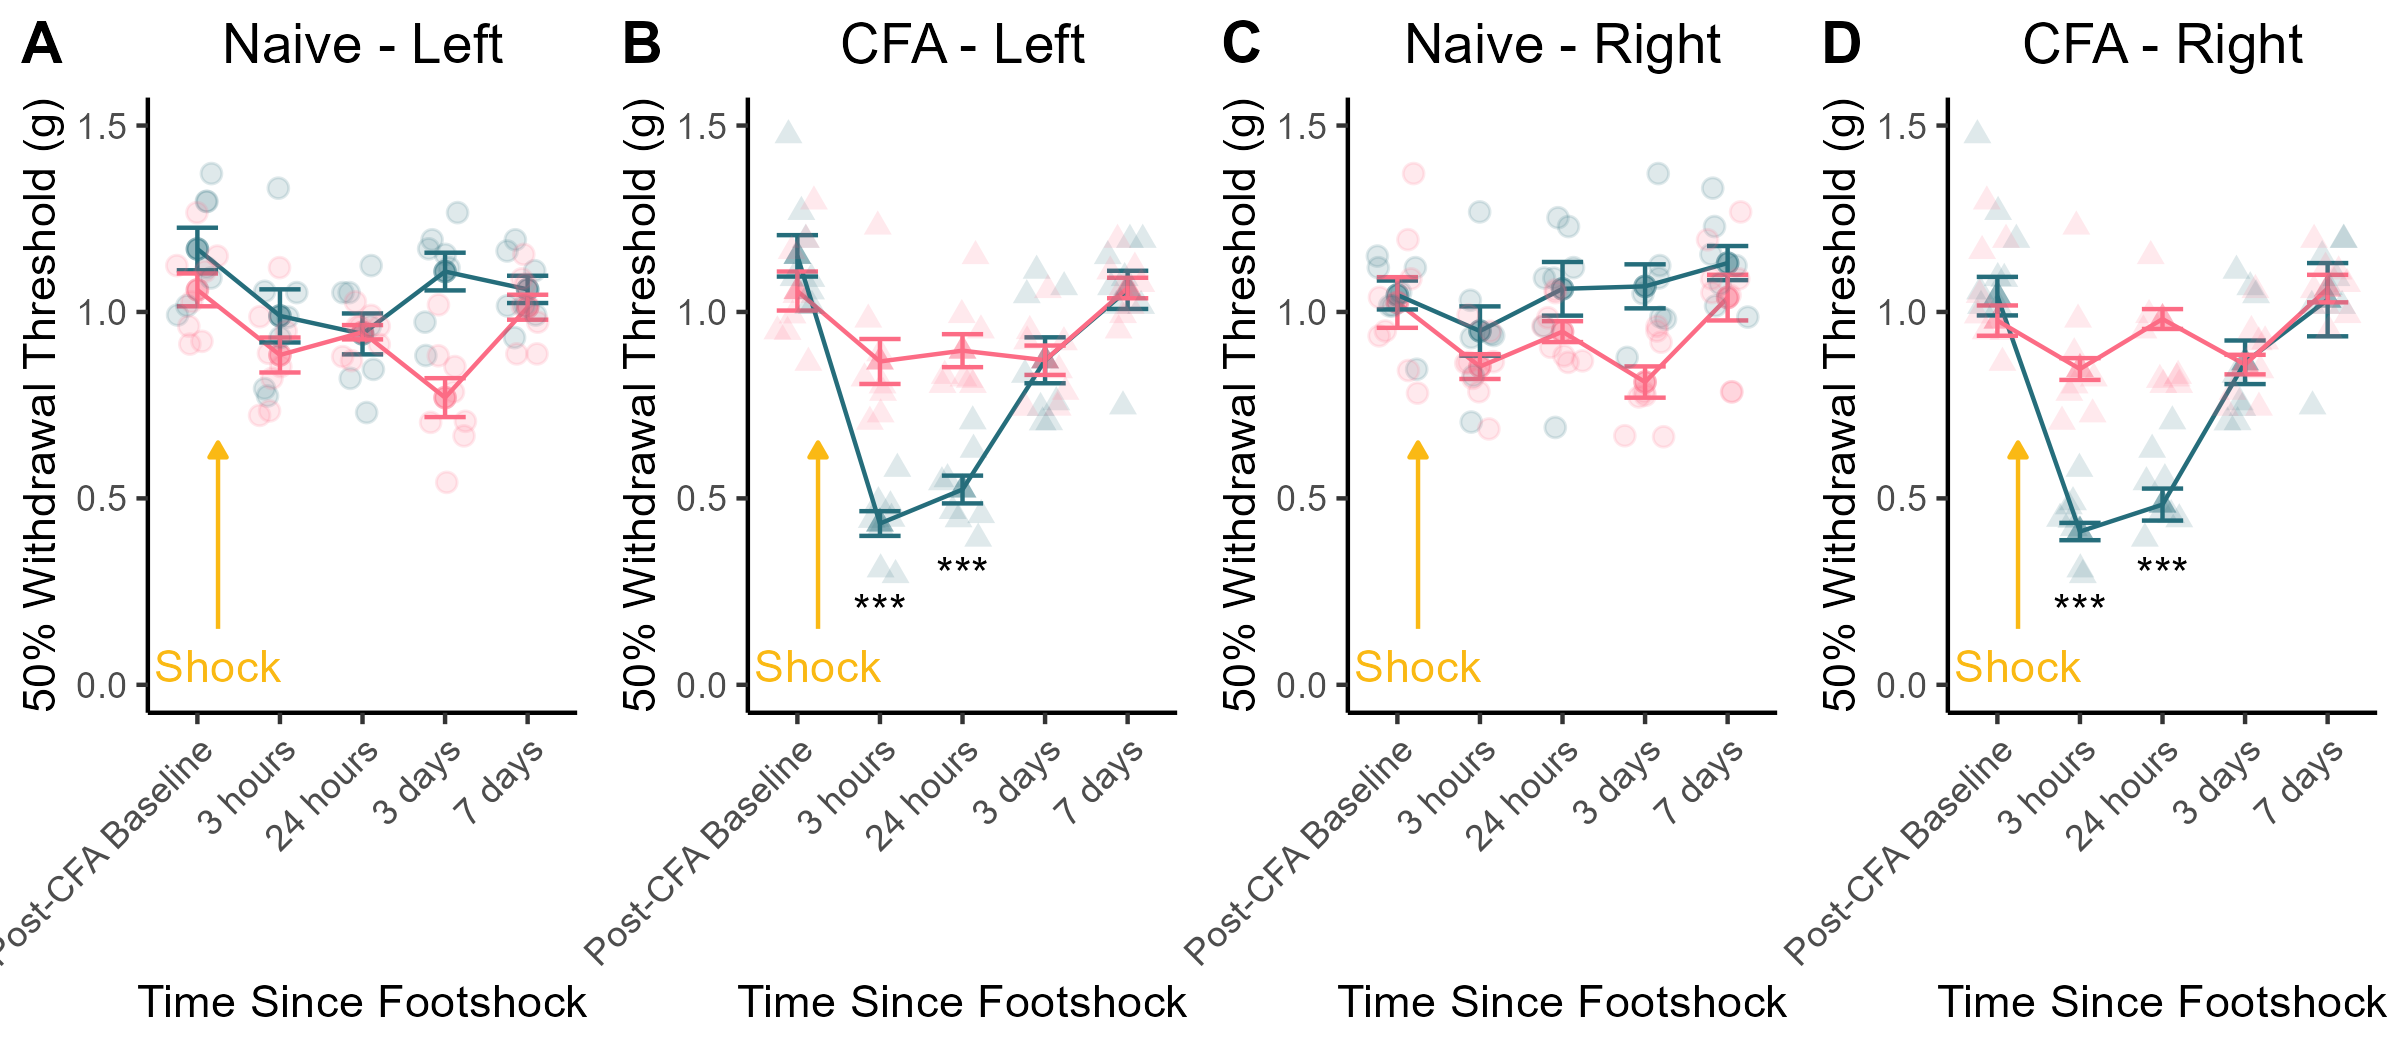 A Naive - Left
50% Withdrawal Threshold (g)
1.5
1.0
0.5
0.0
Shock
Post-CFA Baseline
3 hours
24 hours
3 days
7 days
Time Since Footshock
B CFA - Left
50% Withdrawal Threshold (g)
1.5
1.0
0.5
0.0
***
***
Shock
Post-CFA Baseline
3 hours
24 hours
3 days
7 days
Time Since Footshock
C Naive - Right
50% Withdrawal Threshold (g)
1.5
1.0
0.5
0.0
Shock
Post-CFA Baseline
3 hours
24 hours
3 days
7 days
Time Since Footshock
D CFA - Right
50% Withdrawal Threshold (g)
1.5
1.0
0.5
0.0
***
***
Shock
Post-CFA Baseline
3 hours
24 hours
3 days
7 days
Time Since Footshock